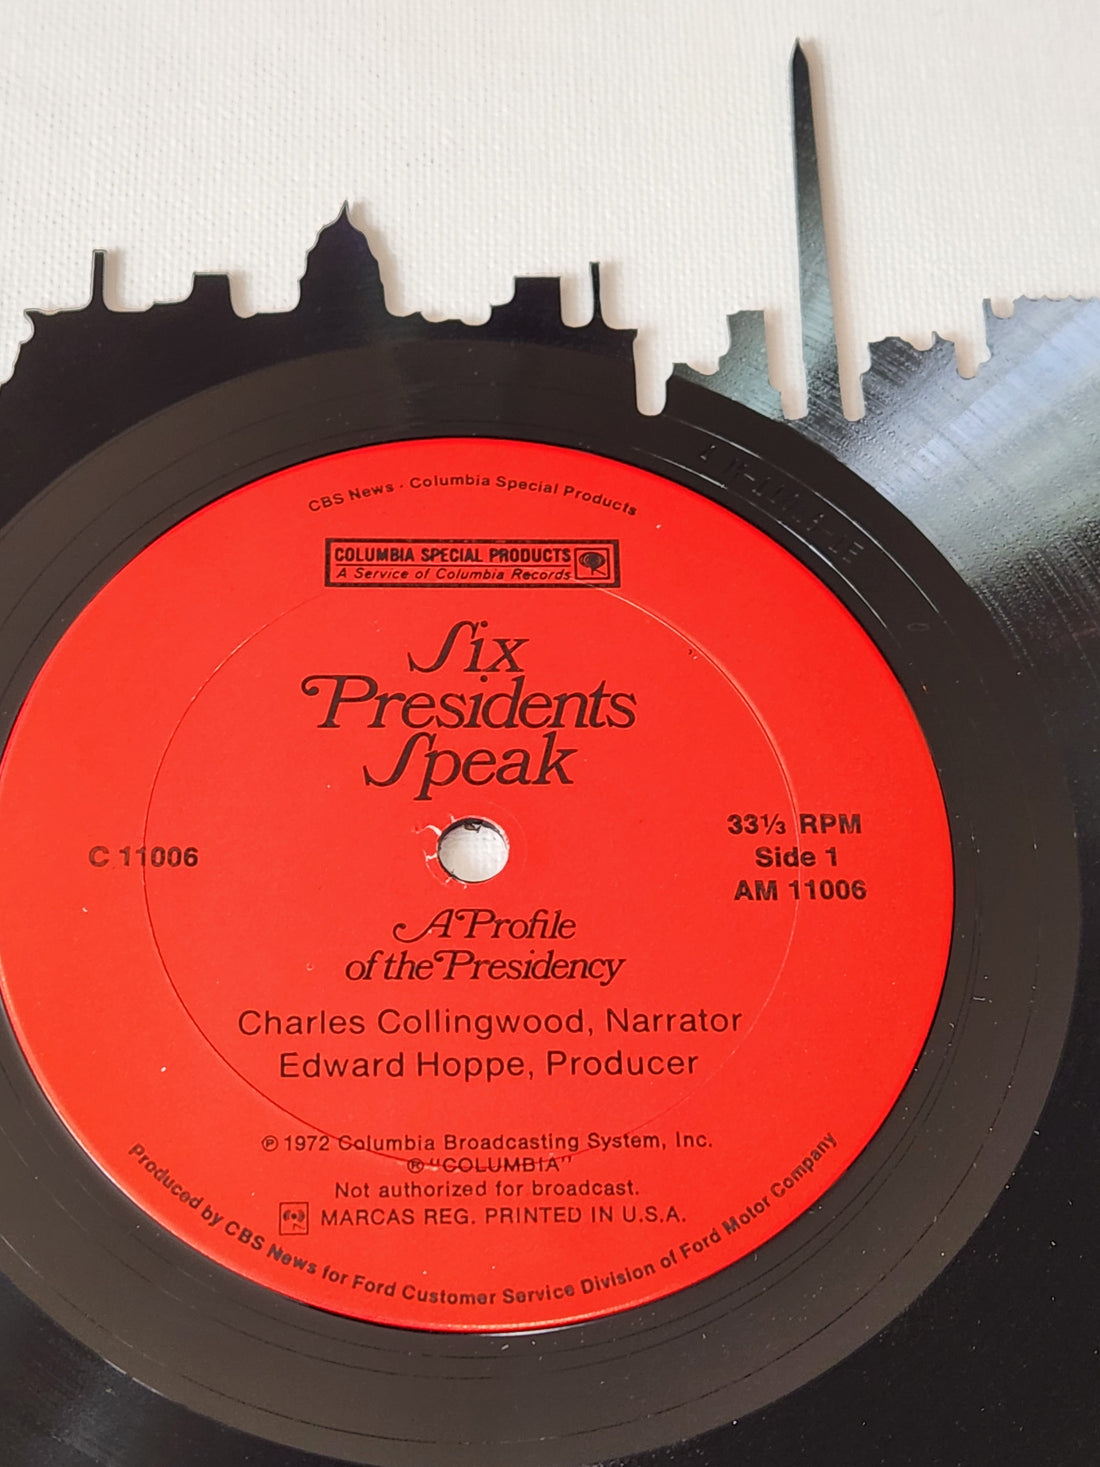 CBS News · Columbia Special Products
COLUMBIA SPECIAL PRODUCTS
A Service of Columbia Records
Six
Presidents
Speak
C 11006
33⅓ RPM
Side 1
AM 11006
A Profile
of the Presidency
Charles Collingwood, Narrator
Edward Hoppe, Producer
℗ 1972 Columbia Broadcasting System, Inc.
® "COLUMBIA"
Not authorized for broadcast.
MARCAS REG. PRINTED IN U.S.A.
Produced by CBS News for Ford Customer Service Division of Ford Motor Company